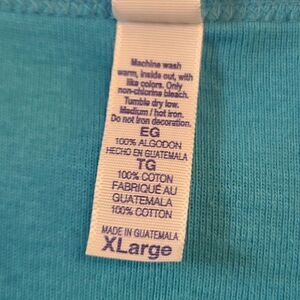 Machine wash
warm, inside out, with
like colors. Only
non-chlorine bleach.
Tumble dry low.
Medium / hot iron.
Do not iron decoration.
EG
100% ALGODON
HECHO EN GUATEMALA
TG
100% COTON
FABRIQUÉ AU
GUATEMALA
100% COTTON
MADE IN GUATEMALA
XLarge